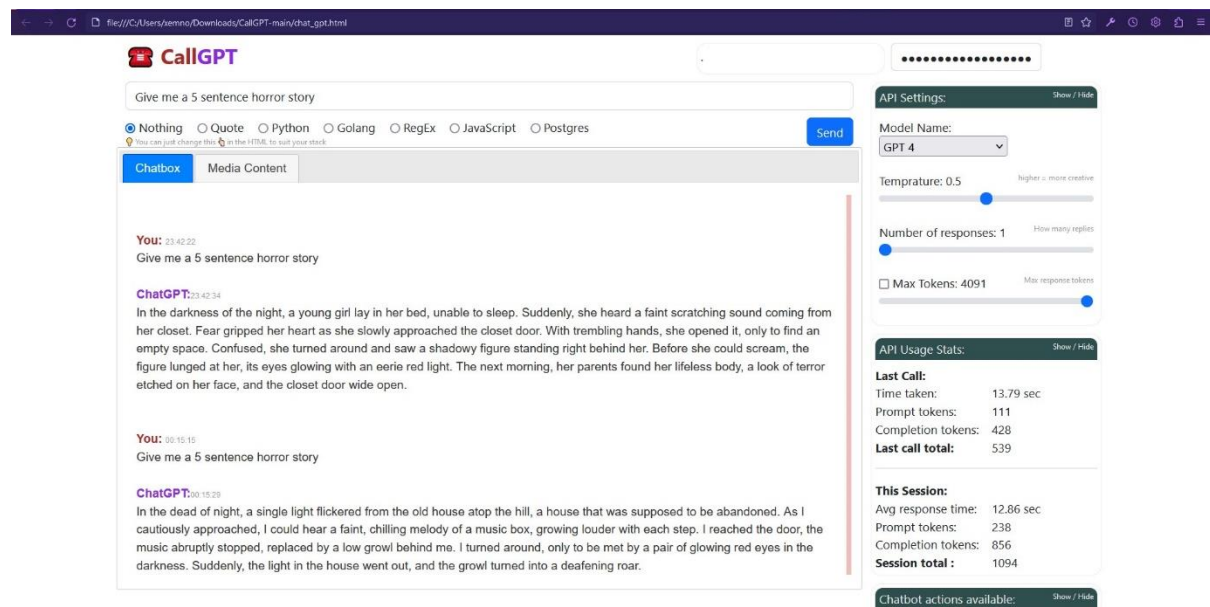 file:///C:/Users/xemno/Downloads/CallGPT-main/chat_gpt.html
CallGPT
.
••••••••••••••••••
Give me a 5 sentence horror story
Nothing Quote Python Golang RegEx JavaScript Postgres
You can just change this in the HTML to suit your stack
Send
Chatbox Media Content
You: 23:42:22
Give me a 5 sentence horror story
ChatGPT:23:42:34
In the darkness of the night, a young girl lay in her bed, unable to sleep. Suddenly, she heard a faint scratching sound coming from
her closet. Fear gripped her heart as she slowly approached the closet door. With trembling hands, she opened it, only to find an
empty space. Confused, she turned around and saw a shadowy figure standing right behind her. Before she could scream, the
figure lunged at her, its eyes glowing with an eerie red light. The next morning, her parents found her lifeless body, a look of terror
etched on her face, and the closet door wide open.
You: 00:15:15
Give me a 5 sentence horror story
ChatGPT:00:15:29
In the dead of night, a single light flickered from the old house atop the hill, a house that was supposed to be abandoned. As I
cautiously approached, I could hear a faint, chilling melody of a music box, growing louder with each step. I reached the door, the
music abruptly stopped, replaced by a low growl behind me. I turned around, only to be met by a pair of glowing red eyes in the
darkness. Suddenly, the light in the house went out, and the growl turned into a deafening roar.
API Settings: Show / Hide
Model Name:
GPT 4
Temprature: 0.5 higher = more creative
Number of responses: 1 How many replies
Max Tokens: 4091 Max response tokens
API Usage Stats: Show / Hide
Last Call:
Time taken: 13.79 sec
Prompt tokens: 111
Completion tokens: 428
Last call total: 539
This Session:
Avg response time: 12.86 sec
Prompt tokens: 238
Completion tokens: 856
Session total : 1094
Chatbot actions available: Show / Hide